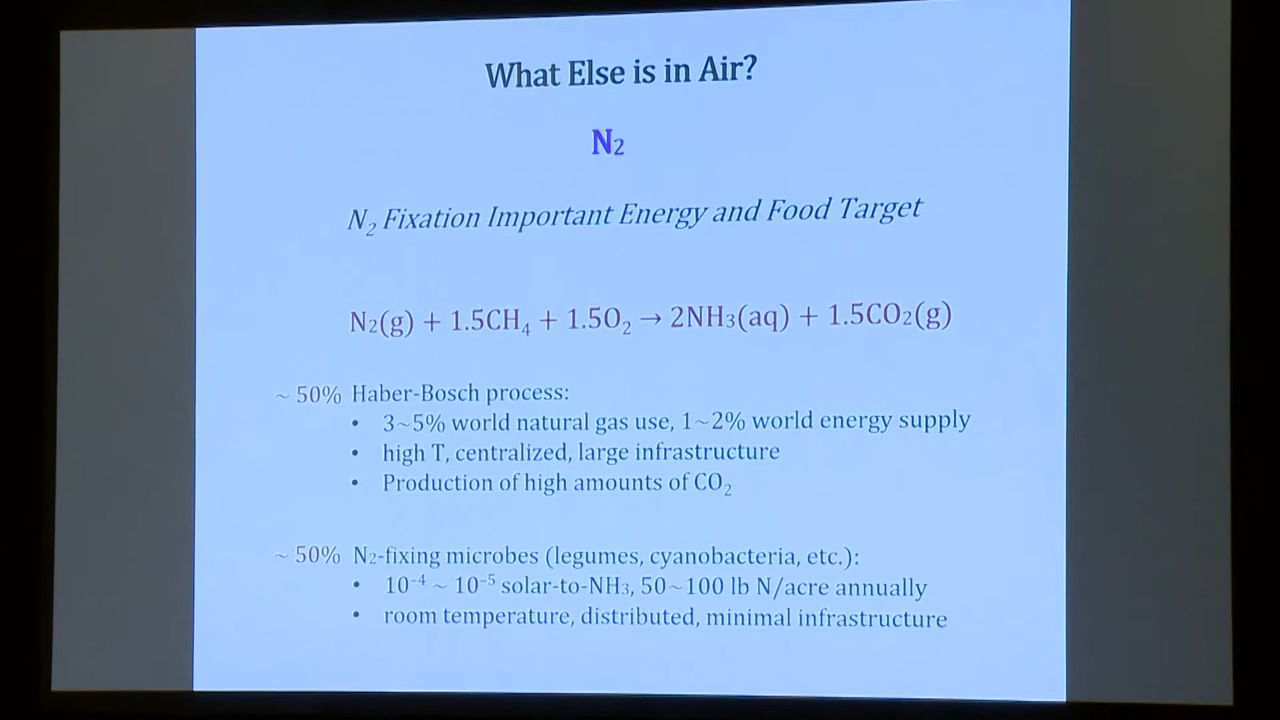 What Else is in Air?
N₂
N₂ Fixation Important Energy and Food Target
N₂(g) + 1.5CH₄ + 1.5O₂ → 2NH₃(aq) + 1.5CO₂(g)
~ 50% Haber-Bosch process:
• 3~5% world natural gas use, 1~2% world energy supply
• high T, centralized, large infrastructure
• Production of high amounts of CO₂
~ 50% N₂-fixing microbes (legumes, cyanobacteria, etc.):
• 10⁻⁴ ~ 10⁻⁵ solar-to-NH₃, 50~100 lb N/acre annually
• room temperature, distributed, minimal infrastructure